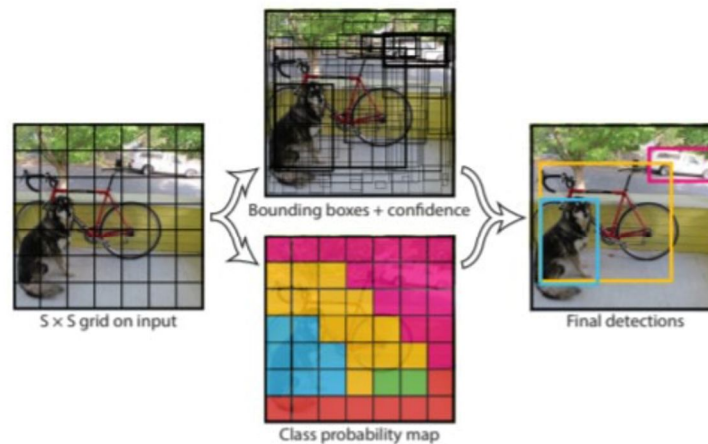 S × S grid on input
Bounding boxes + confidence
Class probability map
Final detections